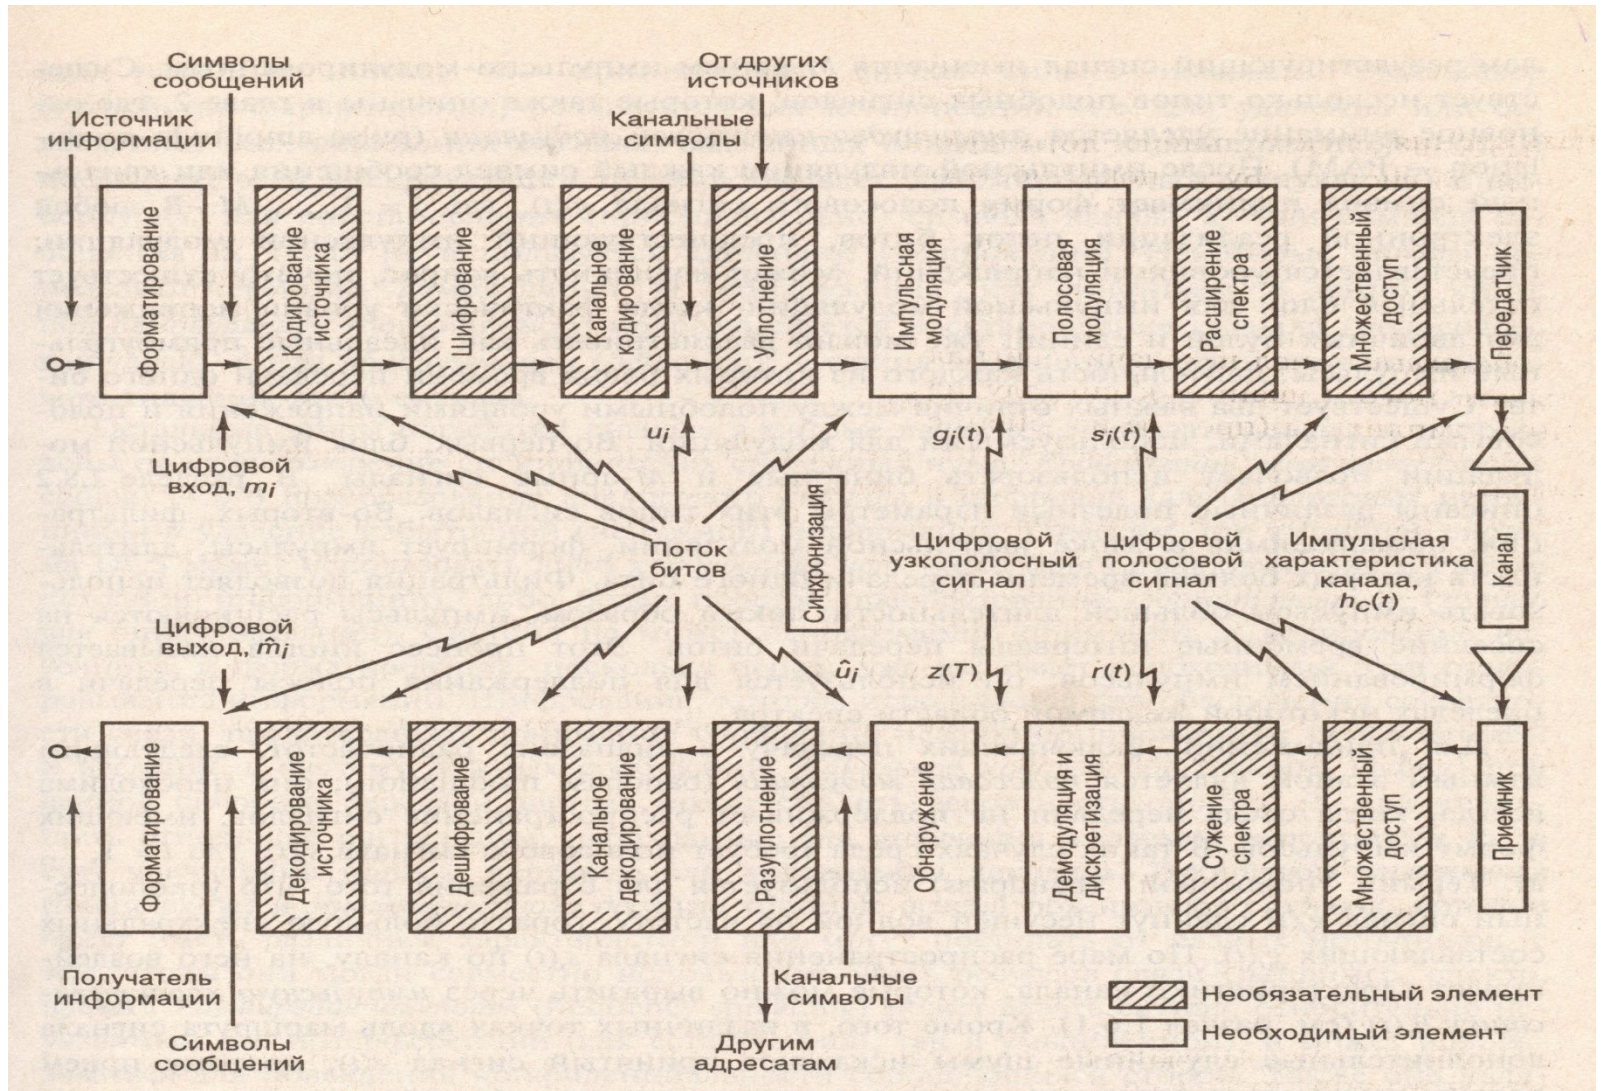 Символы
сообщений
От других
источников
Источник
информации
Канальные
символы
Форматирование
Кодирование
источника
Шифрование
Канальное
кодирование
Уплотнение
Импульсная
модуляция
Полосовая
модуляция
Расширение
спектра
Множественный
доступ
Передатчик
Цифровой
вход, mᵢ
uᵢ
gᵢ(t)
sᵢ(t)
Поток
битов
Синхронизация
Цифровой
узкополосный
сигнал
Цифровой
полосовой
сигнал
Импульсная
характеристика
канала,
h_C(t)
Канал
Цифровой
выход, m̂ᵢ
ûᵢ
z(T)
r(t)
Форматирование
Декодирование
источника
Дешифрование
Канальное
декодирование
Разуплотнение
Обнаружение
Демодуляция и
дискретизация
Сужение
спекра
Множественный
доступ
Приемник
Получатель
информации
Символы
сообщений
Канальные
символы
Другим
адресатам
Необязательный элемент
Необходимый элемент